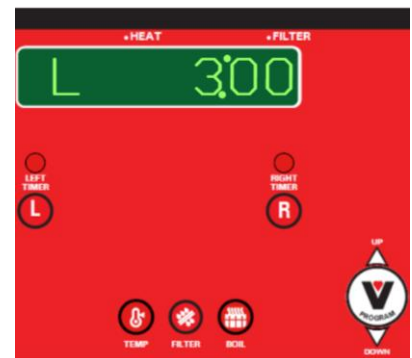 •HEAT •FILTER
L 3:00
LEFT TIMER
RIGHT TIMER
L
R
UP
V
PROGRAM
TEMP
FILTER
BOIL
DOWN